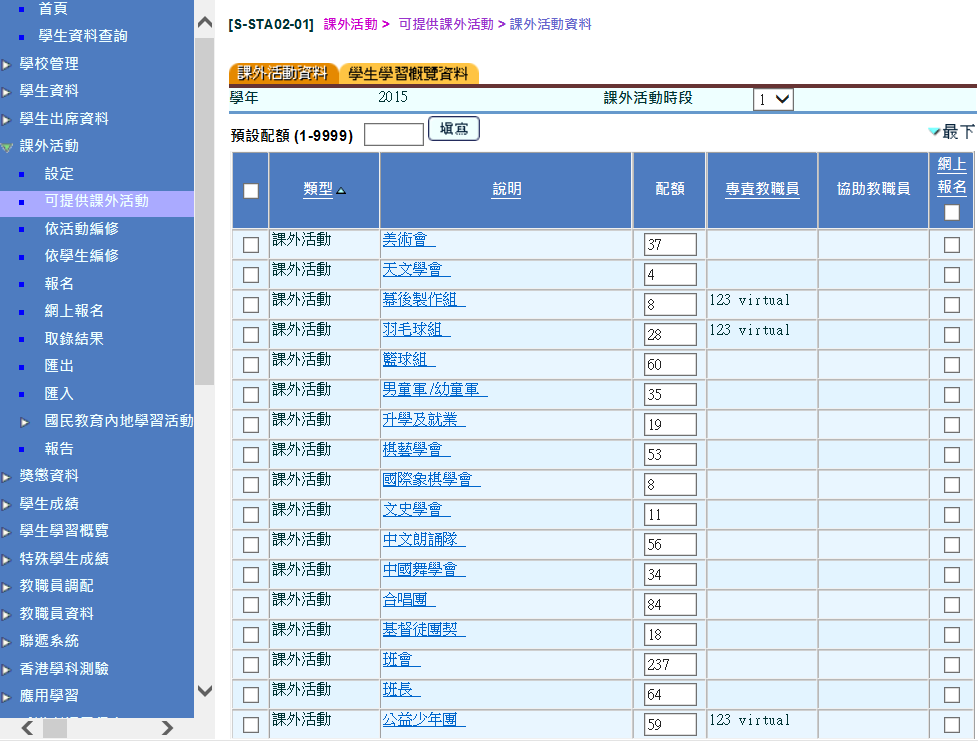 首頁
學生資料查詢
學校管理
學生資料
學生出席資料
課外活動
設定
可提供課外活動
依活動編修
依學生編修
報名
網上報名
取錄結果
匯出
匯入
國民教育內地學習活動
報告
獎懲資料
學生成績
學生學習概覽
特殊學生成績
教職員調配
教職員資料
聯遞系統
香港學科測驗
應用學習
[S-STA02-01] 課外活動 > 可提供課外活動 > 課外活動資料
課外活動資料 學生學習概覽資料
學年 2015 課外活動時段 1
預設配額 (1-9999) 填寫
最下
類型 說明 配額 專責教職員 協助教職員 網上報名
課外活動 美術會 37
課外活動 天文學會 4
課外活動 幕後製作組 8 123 virtual
課外活動 羽毛球組 28 123 virtual
課外活動 籃球組 60
課外活動 男童軍/幼童軍 35
課外活動 升學及就業 19
課外活動 棋藝學會 53
課外活動 國際象棋學會 8
課外活動 文史學會 11
課外活動 中文朗誦隊 56
課外活動 中國舞學會 34
課外活動 合唱團 84
課外活動 基督徒團契 18
課外活動 班會 237
課外活動 班長 64
課外活動 公益少年團 59 123 virtual